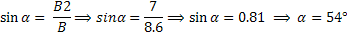 sin α = B2/B ⟹ sinα = 7/8.6 ⟹ sin α = 0.81 ⟹ α = 54°